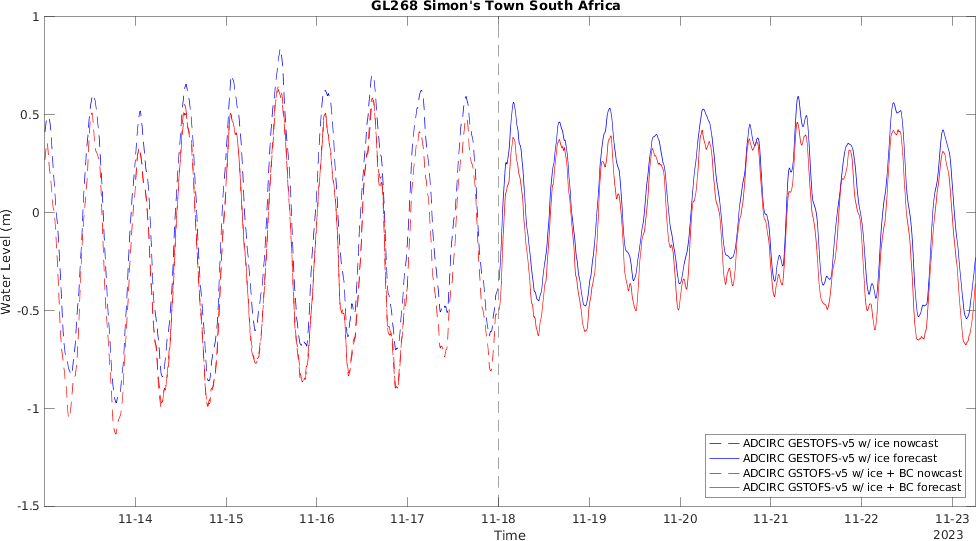 GL268 Simon's Town South Africa
1
0.5
0
-0.5
-1
-1.5
Water Level (m)
ADCIRC GESTOFS-v5 w/ ice nowcast
ADCIRC GESTOFS-v5 w/ ice forecast
ADCIRC GSTOFS-v5 w/ ice + BC nowcast
ADCIRC GSTOFS-v5 w/ ice + BC forecast
11-14 11-15 11-16 11-17 11-18 11-19 11-20 11-21 11-22 11-23
Time
2023